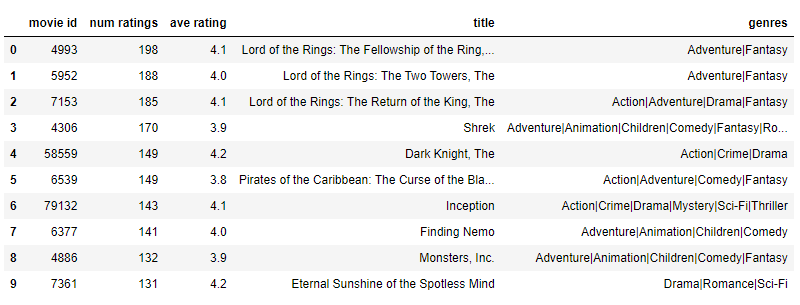 movie id num ratings ave rating title genres
0 4993 198 4.1 Lord of the Rings: The Fellowship of the Ring,... Adventure|Fantasy
1 5952 188 4.0 Lord of the Rings: The Two Towers, The Adventure|Fantasy
2 7153 185 4.1 Lord of the Rings: The Return of the King, The Action|Adventure|Drama|Fantasy
3 4306 170 3.9 Shrek Adventure|Animation|Children|Comedy|Fantasy|Ro...
4 58559 149 4.2 Dark Knight, The Action|Crime|Drama
5 6539 149 3.8 Pirates of the Caribbean: The Curse of the Bla... Action|Adventure|Comedy|Fantasy
6 79132 143 4.1 Inception Action|Crime|Drama|Mystery|Sci-Fi|Thriller
7 6377 141 4.0 Finding Nemo Adventure|Animation|Children|Comedy
8 4886 132 3.9 Monsters, Inc. Adventure|Animation|Children|Comedy|Fantasy
9 7361 131 4.2 Eternal Sunshine of the Spotless Mind Drama|Romance|Sci-Fi